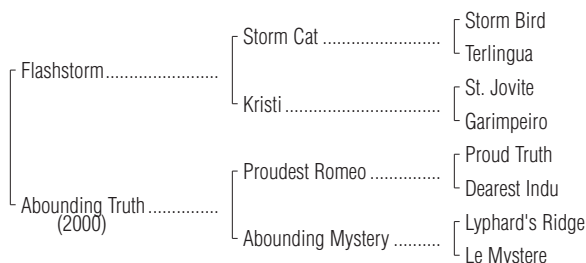 Storm Bird
Storm Cat ................................
Terlingua
Flashstorm..............................
St. Jovite
Kristi ..........................................
Garimpeiro
Proud Truth
Proudest Romeo ...................
Dearest Indu
Abounding Truth...................
(2000)
Lyphard's Ridge
Abounding Mystery .............
Le Mystere